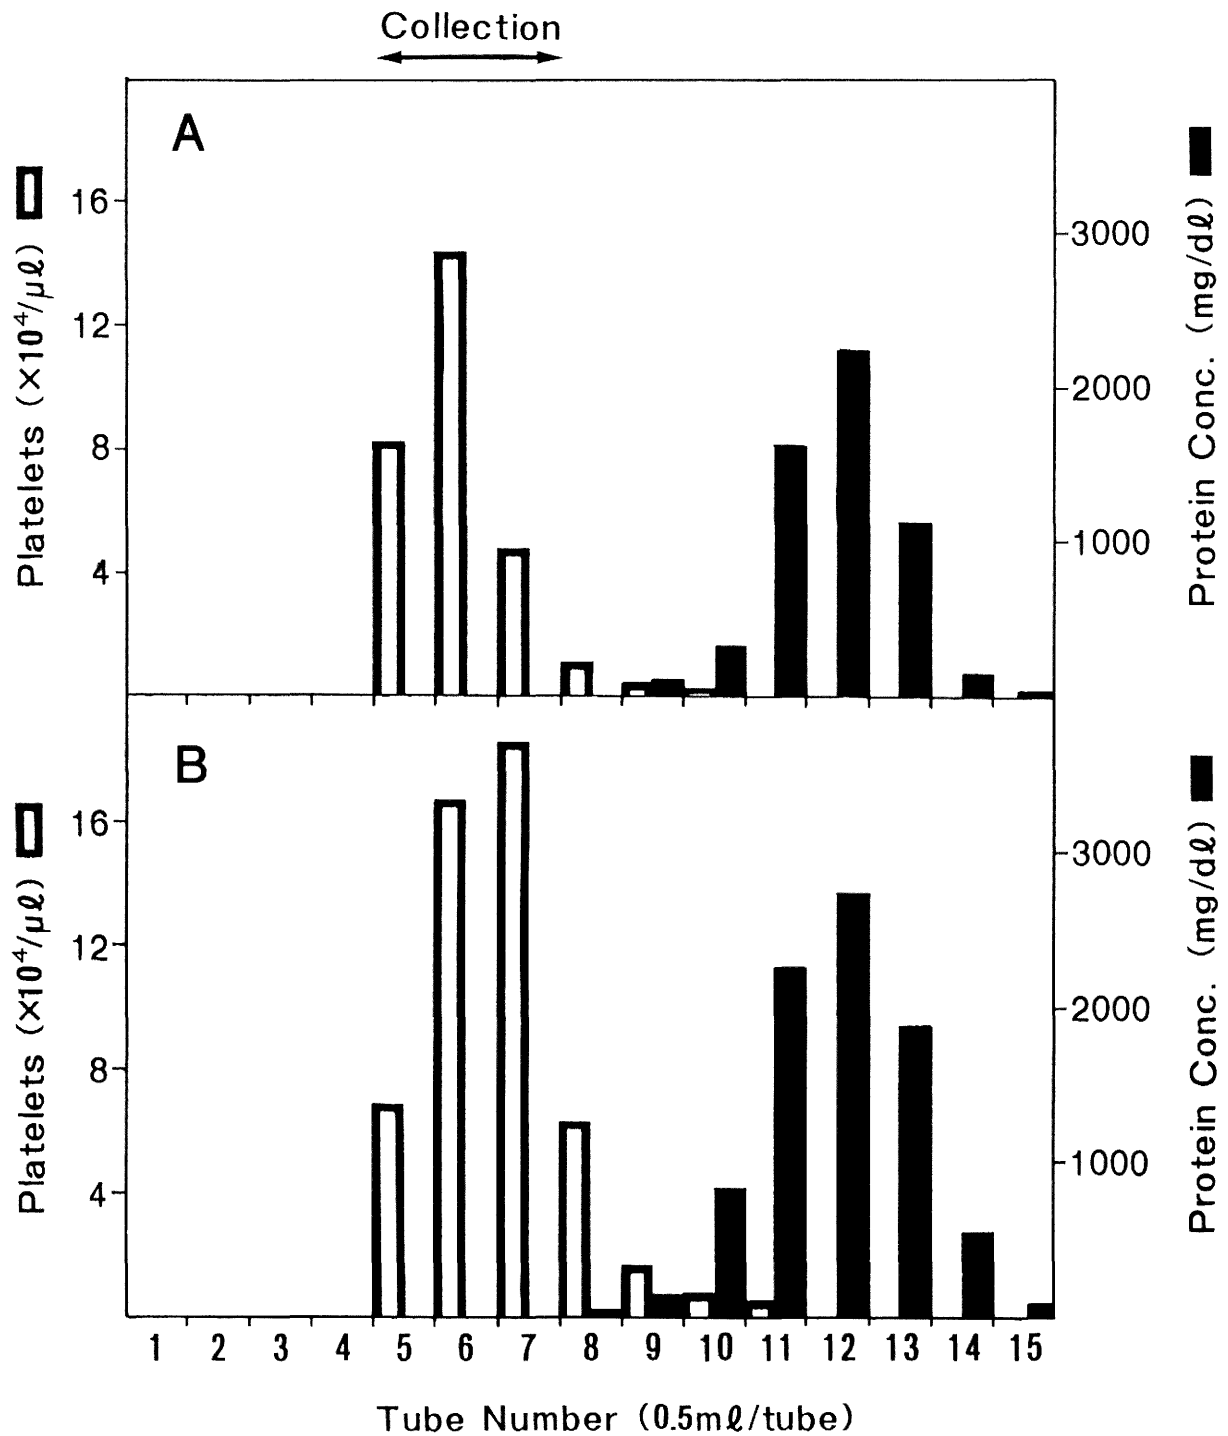 Collection
A
Platelets (×10⁴/μℓ)
16
12
8
4
3000
2000
1000
Protein Conc. (mg/dℓ)
B
Platelets (×10⁴/μℓ)
16
12
8
4
3000
2000
1000
Protein Conc. (mg/dℓ)
1 2 3 4 5 6 7 8 9 10 11 12 13 14 15
Tube Number (0.5mℓ/tube)